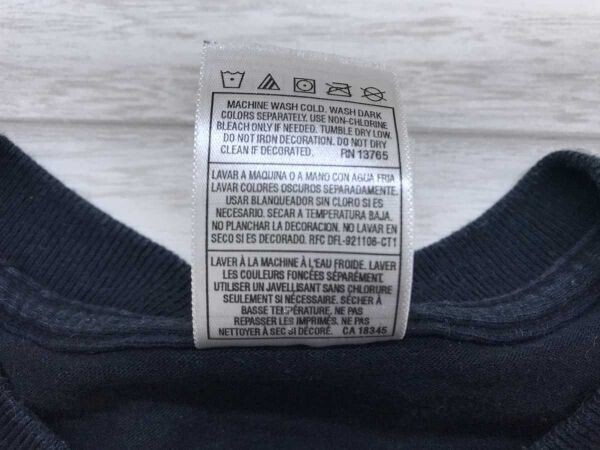 MACHINE WASH COLD. WASH DARK
COLORS SEPARATELY. USE NON-CHLORINE
BLEACH ONLY IF NEEDED. TUMBLE DRY LOW.
DO NOT IRON DECORATION. DO NOT DRY
CLEAN IF DECORATED. RN 13765
LAVAR A MAQUINA O A MANO CON AGUA FRIA
LAVAR COLORES OSCUROS SEPARADAMENTE.
USAR BLANQUEADOR SIN CLORO SI ES
NECESARIO. SECAR A TEMPERATURA BAJA.
NO PLANCHAR LA DECORACION. NO LAVAR EN
SECO SI ES DECORADO. RFC DFL-921106-CT1
LAVER À LA MACHINE À L'EAU FROIDE. LAVER
LES COULEURS FONCÉES SÉPARÉMENT.
UTILISER UN JAVELLISANT SANS CHLORURE
SEULEMENT SI NÉCESSAIRE. SÉCHER À
BASSE TEMPÉRATURE, NE PAS
REPASSER LES IMPRIMÉS. NE PAS
NETTOYER À SEC SI DÉCORÉ. CA 18345